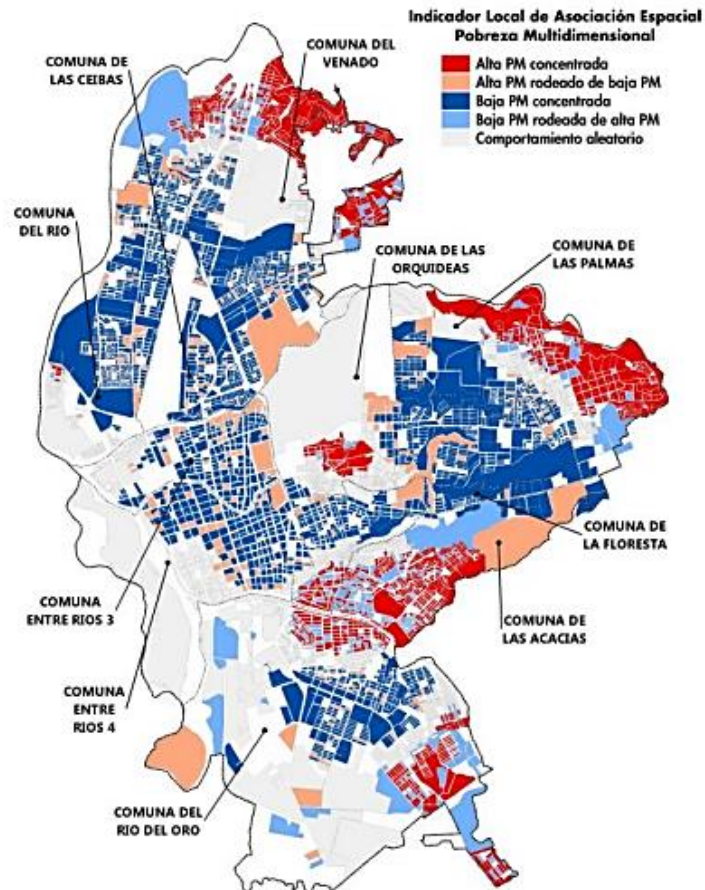 Indicador Local de Asociación Espacial
Pobreza Multidimensional
Alta PM concentrada
Alta PM rodeado de baja PM
Baja PM concentrada
Baja PM rodeada de alta PM
Comportamiento aleatorio
COMUNA DE
LAS CEIBAS
COMUNA DEL
VENADO
COMUNA
DEL RIO
COMUNA DE LAS
ORQUIDEAS
COMUNA DE
LAS PALMAS
COMUNA DE
LA FLORESTA
COMUNA DE
LAS ACACIAS
COMUNA
ENTRE RIOS 3
COMUNA
ENTRE
RIOS 4
COMUNA DEL
RIO DEL ORO